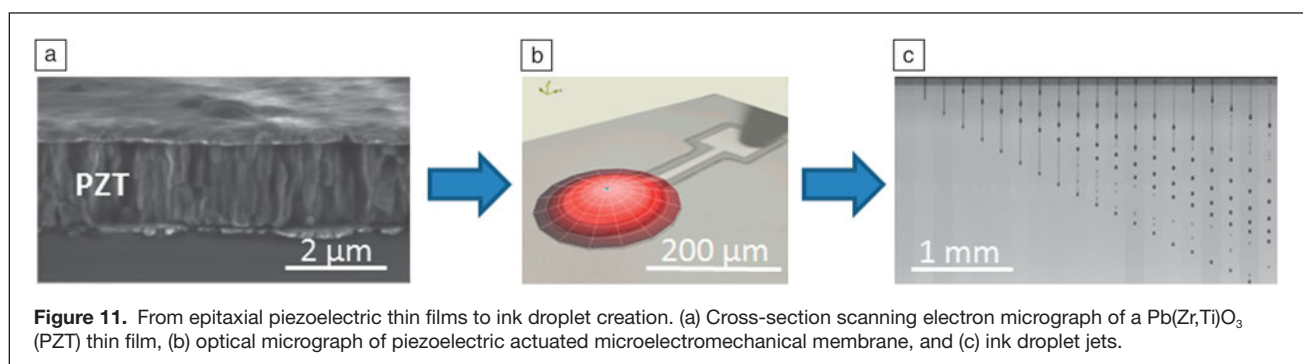 a
b
c
PZT
2 μm
200 μm
1 mm
Figure 11. From epitaxial piezoelectric thin films to ink droplet creation. (a) Cross-section scanning electron micrograph of a Pb(Zr,Ti)O₃
(PZT) thin film, (b) optical micrograph of piezoelectric actuated microelectromechanical membrane, and (c) ink droplet jets.